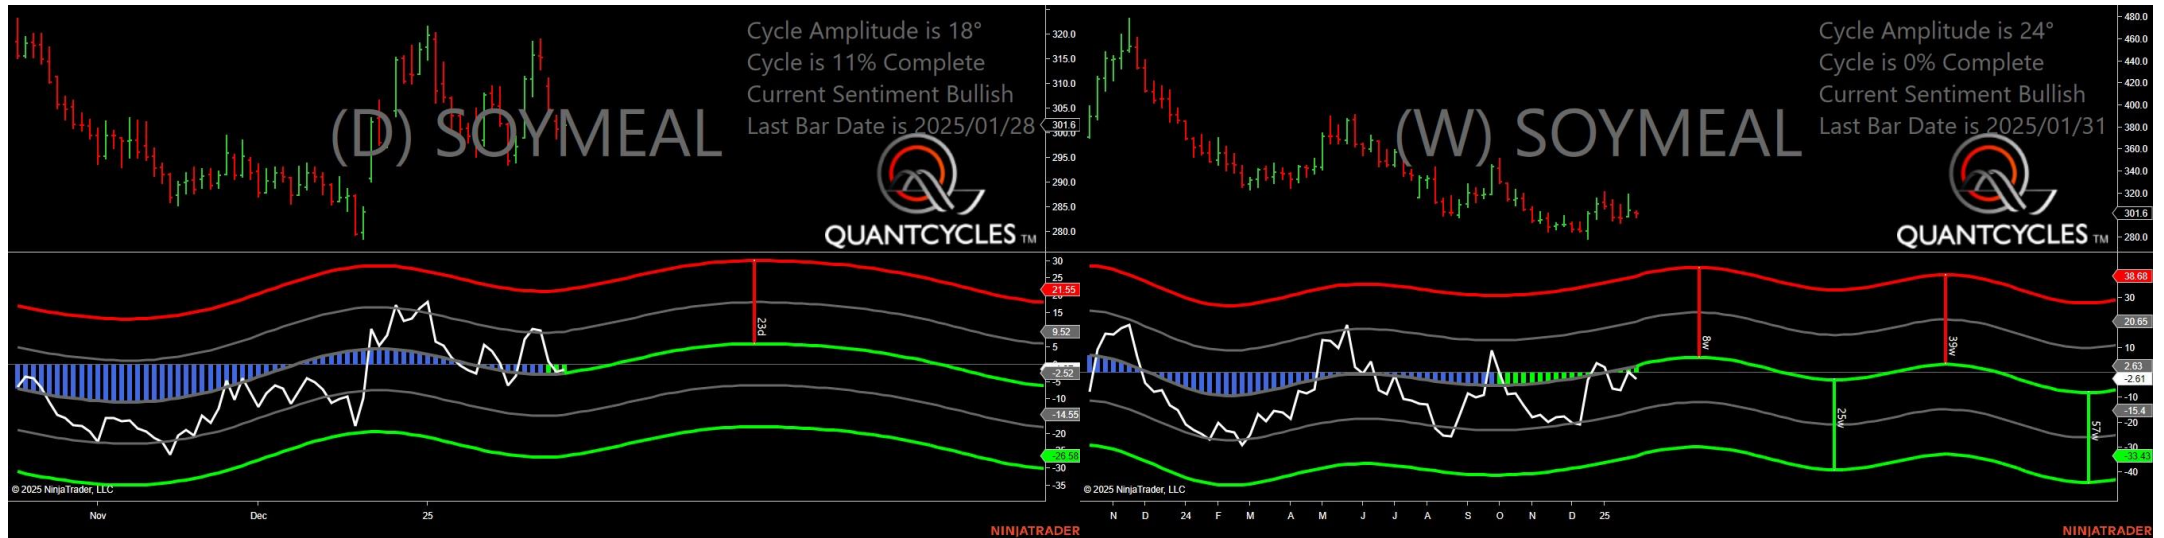 Cycle Amplitude is 18°
Cycle is 11% Complete
Current Sentiment Bullish
Last Bar Date is 2025/01/28
(D) SOYMEAL
QUANTCYCLES TM
320.0
315.0
310.0
305.0
301.6
300.0
295.0
290.0
285.0
280.0
30
25
21.55
20
15
9.52
5
-2.52
-5
-10
-14.55
-20
-26.58
-30
-35
23d
© 2025 NinjaTrader, LLC
Nov
Dec
25
NINJATRADER
Cycle Amplitude is 24°
Cycle is 0% Complete
Current Sentiment Bullish
Last Bar Date is 2025/01/31
(W) SOYMEAL
QUANTCYCLES TM
480.0
460.0
440.0
420.0
400.0
380.0
360.0
340.0
320.0
301.6
280.0
38.68
30
20.65
10
2.63
-2.61
-10
-15.4
-20
-30
-33.43
-40
8w
39w
25w
57w
© 2025 NinjaTrader, LLC
N
D
24
F
M
A
M
J
J
A
S
O
N
D
25
NINJATRADER